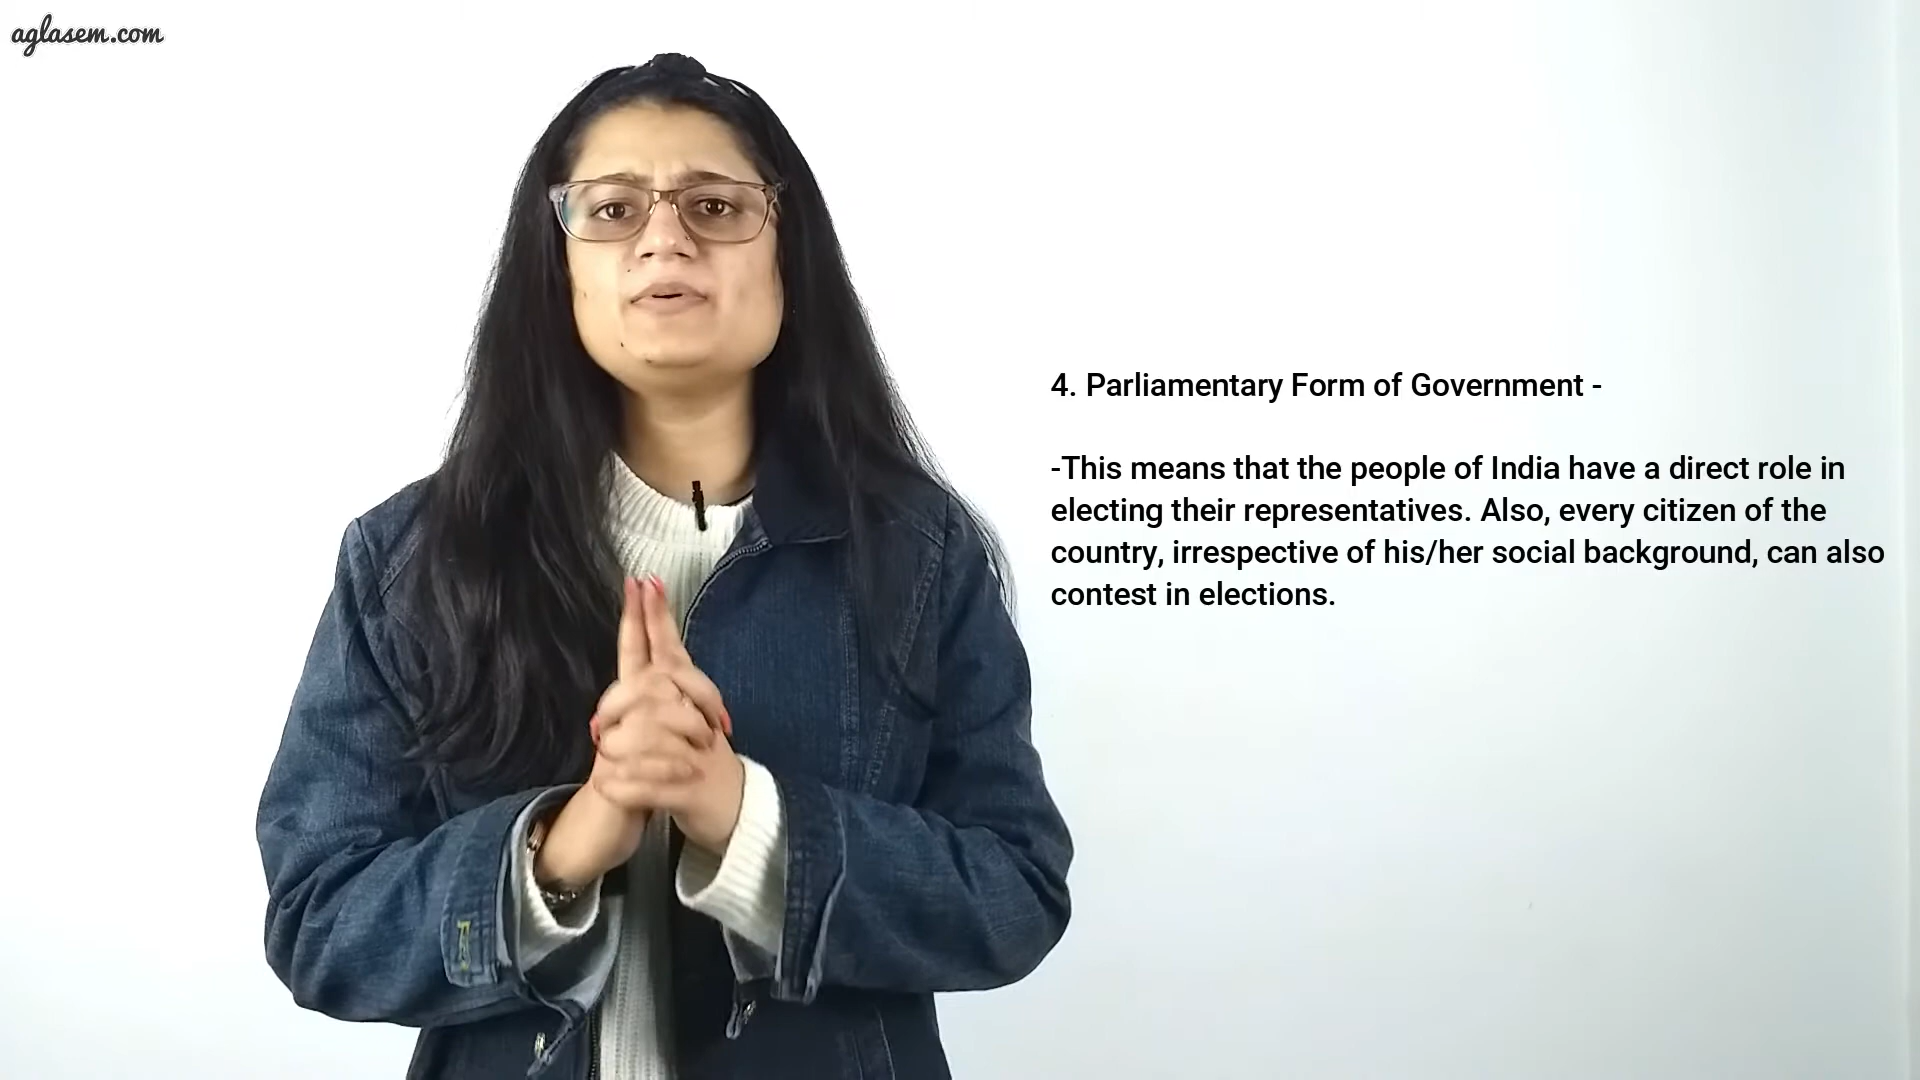 aglasem.com
4. Parliamentary Form of Government -
-This means that the people of India have a direct role in
electing their representatives. Also, every citizen of the
country, irrespective of his/her social background, can also
contest in elections.